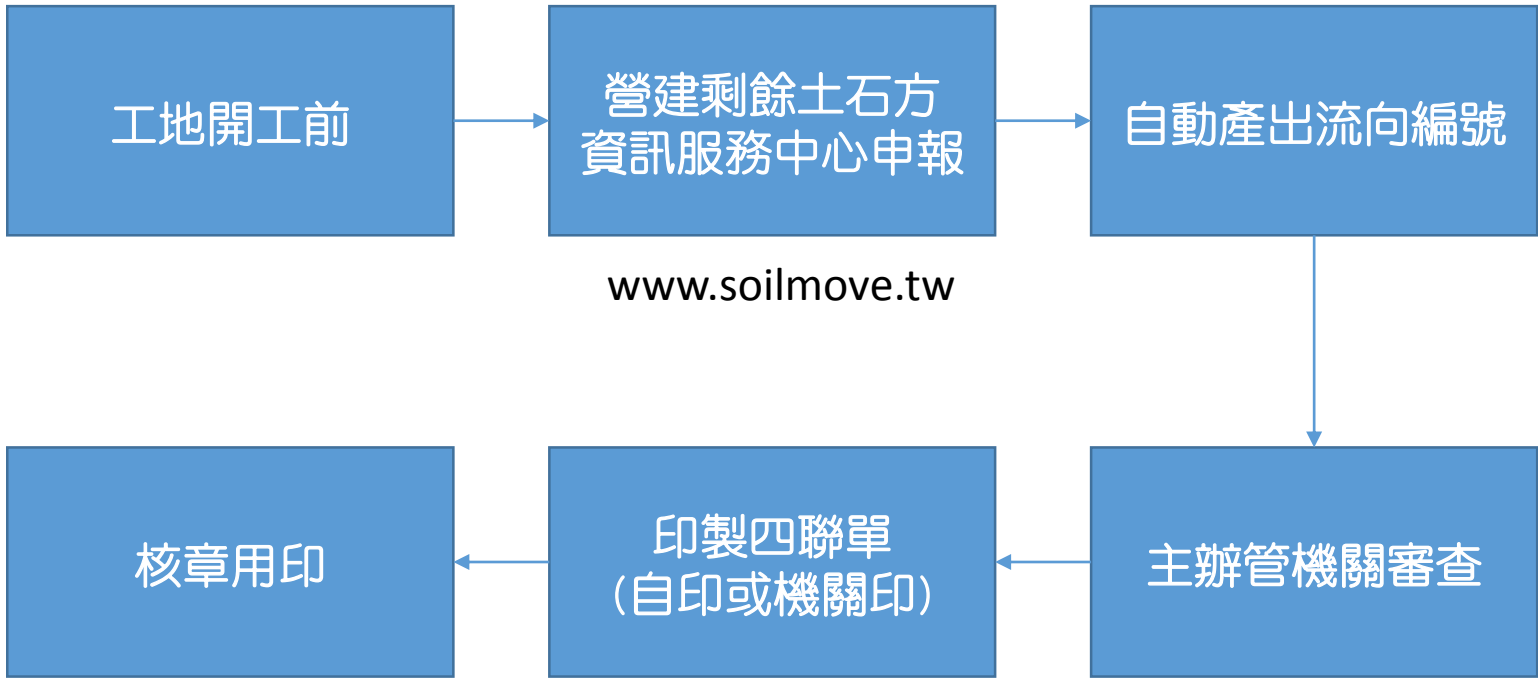 工地開工前
營建剩餘土石方
資訊服務中心申報
自動產出流向編號
www.soilmove.tw
主辦管機關審查
印製四聯單
(自印或機關印)
核章用印